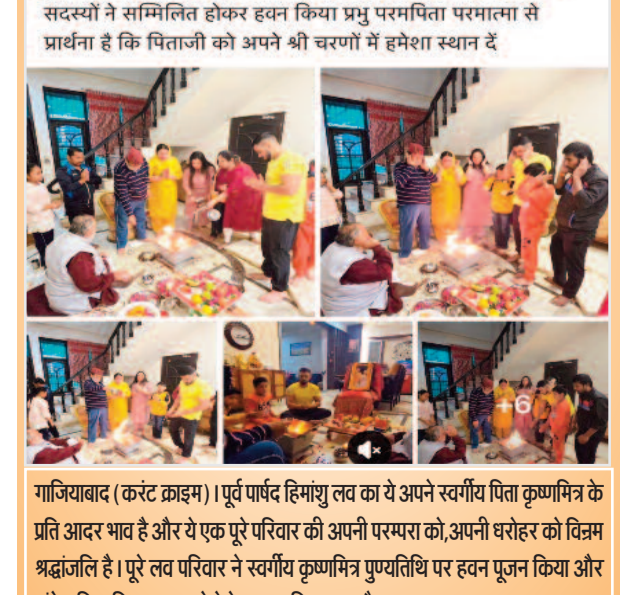 सदस्यों ने सम्मिलित होकर हवन किया प्रभु परमपिता परमात्मा से
प्रार्थना है कि पिताजी को अपने श्री चरणों में हमेशा स्थान दें
+6
गाजियाबाद (करंट क्राइम)। पूर्व पार्षद हिमांशु लव का ये अपने स्वर्गीय पिता कृष्णमित्र के
प्रति आदर भाव है और ये एक पूरे परिवार की अपनी परम्परा को,अपनी धरोहर को विन्रम
श्रद्धांजलि है। पूरे लव परिवार ने स्वर्गीय कृष्णमित्र पुण्यतिथि पर हवन पूजन किया और